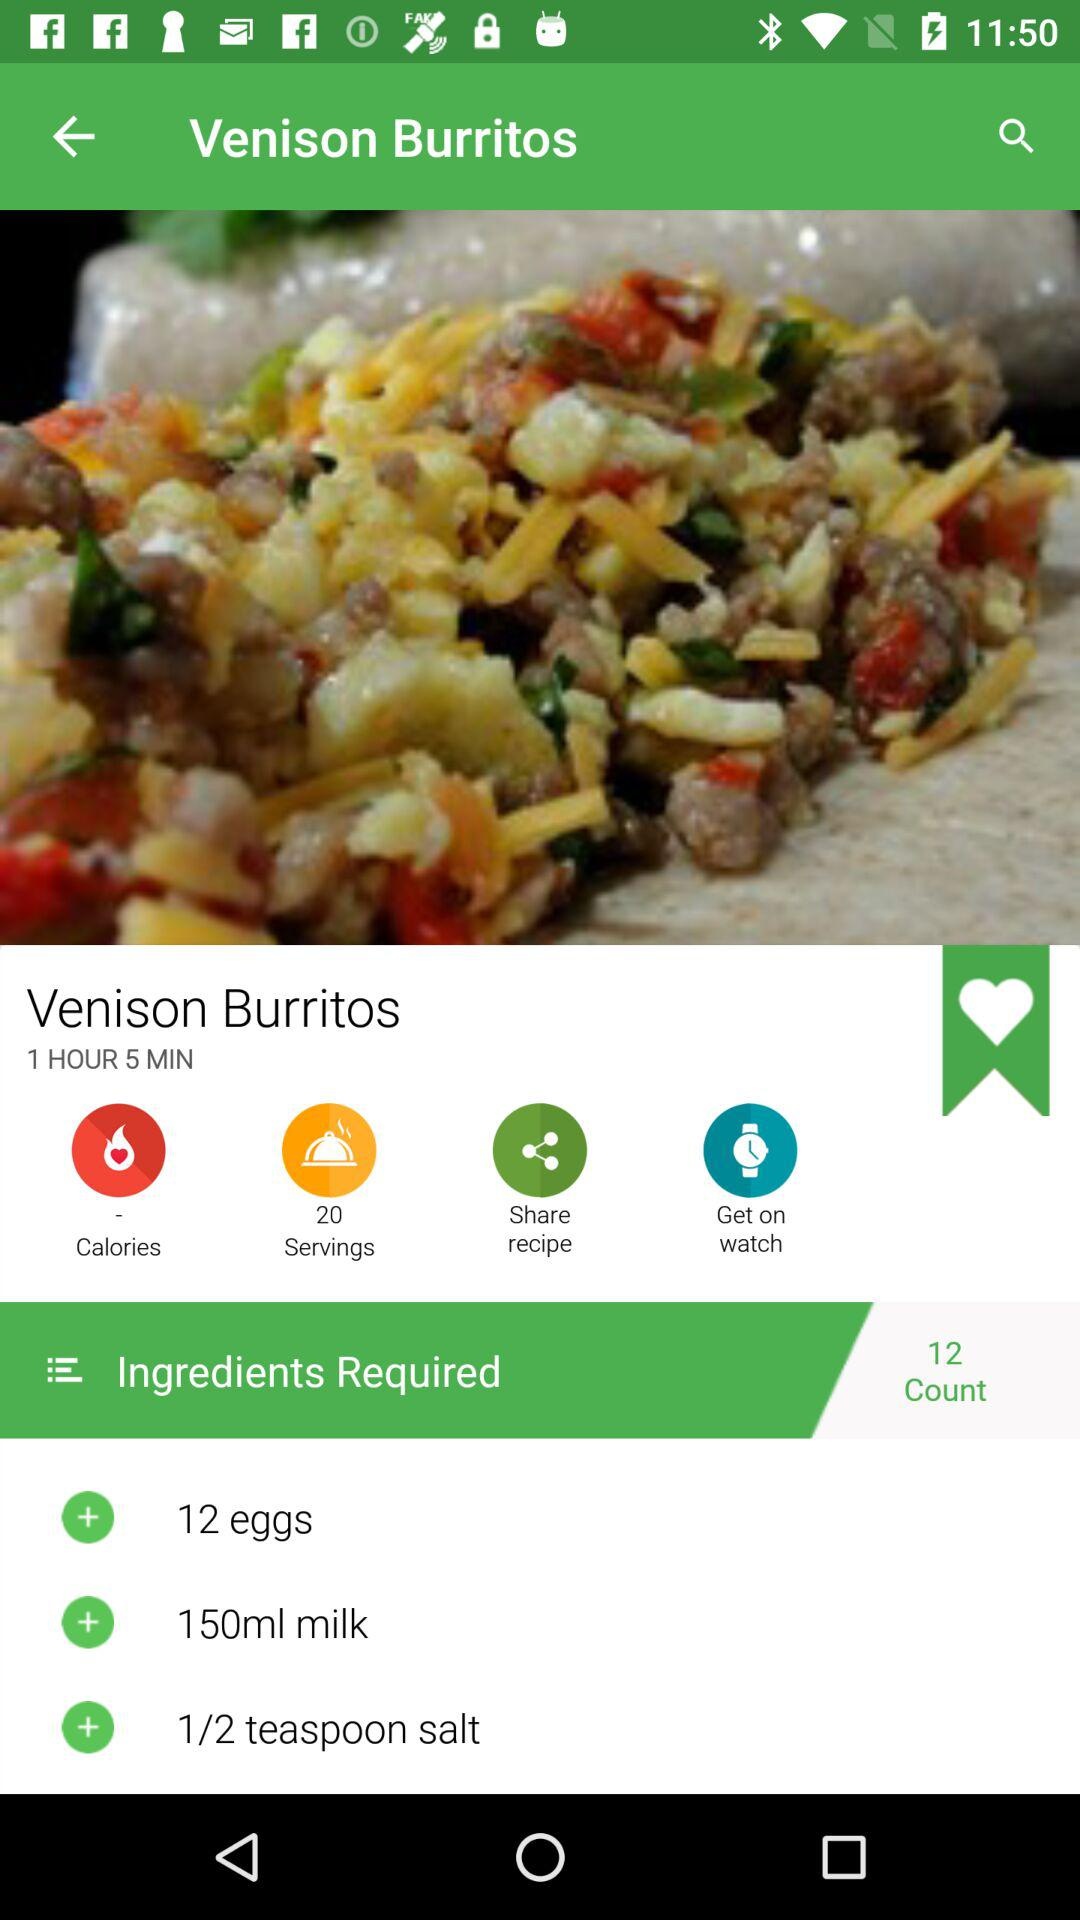 FAKE
11:50
Venison Burritos
Venison Burritos
1 HOUR 5 MIN
-
Calories
20
Servings
Share
recipe
Get on
watch
Ingredients Required
12
Count
12 eggs
150ml milk
1/2 teaspoon salt